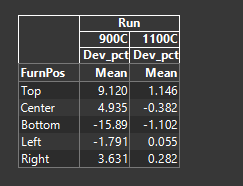 Run
900C 1100C
Dev_pct Dev_pct
FurnPos Mean Mean
Top 9.120 1.146
Center 4.935 -0.382
Bottom -15.89 -1.102
Left -1.791 0.055
Right 3.631 0.282